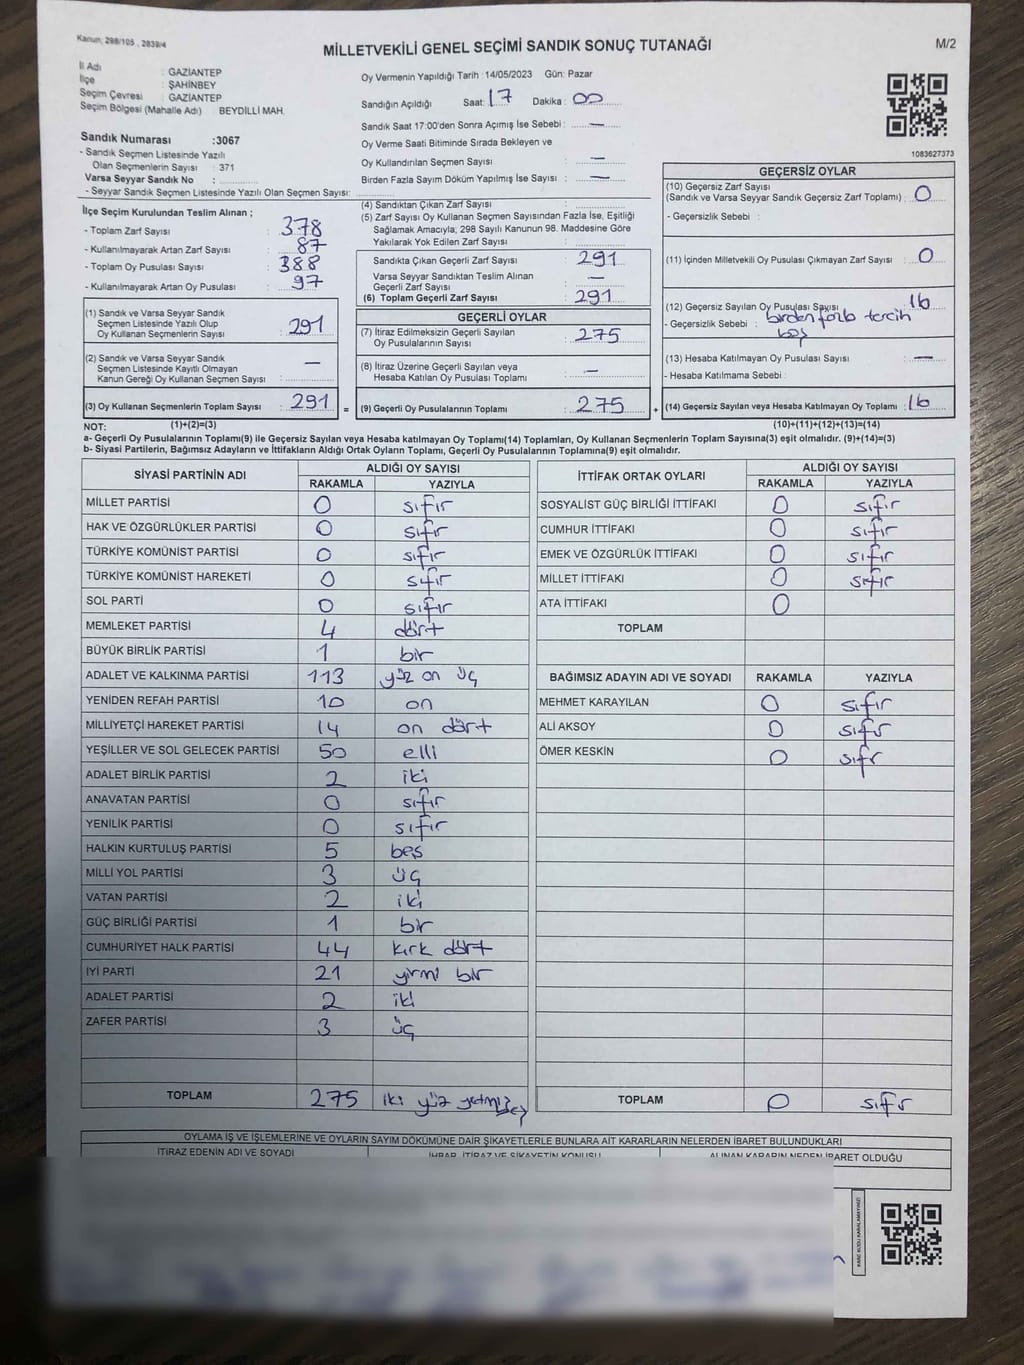 Kanun, 298/105 , 2839/4
MİLLETVEKİLİ GENEL SEÇİMİ SANDIK SONUÇ TUTANAĞI
M/2
İl Adı : GAZİANTEP
İlçe : ŞAHİNBEY
Seçim Çevresi : GAZİANTEP
Seçim Bölgesi (Mahalle Adı) BEYDİLLİ MAH.
Oy Vermenin Yapıldığı Tarih :14/05/2023 Gün: Pazar
Sandığın Açıldığı Saat: 17 Dakika : 00
Sandık Saat 17:00'den Sonra Açımış İse Sebebi : —
Oy Verme Saati Bitiminde Sırada Bekleyen ve
Oy Kullandırılan Seçmen Sayısı —
Birden Fazla Sayım Döküm Yapılmış İse Sayısı : —
1083627373
Sandık Numarası :3067
- Sandık Seçmen Listesinde Yazılı
Olan Seçmenlerin Sayısı : 371
Varsa Seyyar Sandık No :
- Seyyar Sandık Seçmen Listesinde Yazılı Olan Seçmen Sayısı:
İlçe Seçim Kurulundan Teslim Alınan ;
- Toplam Zarf Sayısı : 378
- Kullanılmayarak Artan Zarf Sayısı : 87
- Toplam Oy Pusulası Sayısı : 388
- Kullanılmayarak Artan Oy Pusulası : 97
(1) Sandık ve Varsa Seyyar Sandık
Seçmen Listesinde Yazılı Olup
Oy Kullanan Seçmenlerin Sayısı : 291
(2) Sandık ve Varsa Seyyar Sandık
Seçmen Listesinde Kayıtlı Olmayan
Kanun Gereği Oy Kullanan Seçmen Sayısı : —
(3) Oy Kullanan Seçmenlerin Toplam Sayısı : 291 =
(4) Sandıktan Çıkan Zarf Sayısı :
(5) Zarf Sayısı Oy Kullanan Seçmen Sayısından Fazla İse, Eşitliği
Sağlamak Amacıyla; 298 Sayılı Kanunun 98. Maddesine Göre
Yakılarak Yok Edilen Zarf Sayısı :
Sandıkta Çıkan Geçerli Zarf Sayısı : 291
Varsa Seyyar Sandıktan Teslim Alınan
Geçerli Zarf Sayısı : —
(6) Toplam Geçerli Zarf Sayısı : 291
GEÇERLİ OYLAR
(7) İtiraz Edilmeksizin Geçerli Sayılan
Oy Pusulalarının Sayısı : 275
(8) İtiraz Üzerine Geçerli Sayılan veya
Hesaba Katılan Oy Pusulası Toplamı : —
(9) Geçerli Oy Pusulalarının Toplamı : 275 +
GEÇERSİZ OYLAR
(10) Geçersiz Zarf Sayısı
(Sandık ve Varsa Seyyar Sandık Geçersiz Zarf Toplamı) : 0
- Geçersizlik Sebebi :
(11) İçinden Milletvekili Oy Pusulası Çıkmayan Zarf Sayısı : 0
(12) Geçersiz Sayılan Oy Pusulası Sayısı : 16
- Geçersizlik Sebebi : birden fazla tercih
boş
(13) Hesaba Katılmayan Oy Pusulası Sayısı : —
- Hesaba Katılmama Sebebi :
(14) Geçersiz Sayılan veya Hesaba Katılmayan Oy Toplamı : 16
NOT: (1)+(2)=(3) (10)+(11)+(12)+(13)=(14)
a- Geçerli Oy Pusulalarının Toplamı(9) ile Geçersiz Sayılan veya Hesaba katılmayan Oy Toplamı(14) Toplamları, Oy Kullanan Seçmenlerin Toplam Sayısına(3) eşit olmalıdır. (9)+(14)=(3)
b- Siyasi Partilerin, Bağımsız Adayların ve İttifakların Aldığı Ortak Oyların Toplamı, Geçerli Oy Pusulalarının Toplamına(9) eşit olmalıdır.
SİYASİ PARTİNİN ADI ALDIĞI OY SAYISI
RAKAMLA YAZIYLA
MİLLET PARTİSİ 0 sıfır
HAK VE ÖZGÜRLÜKLER PARTİSİ 0 sıfır
TÜRKİYE KOMÜNİST PARTİSİ 0 sıfır
TÜRKİYE KOMÜNİST HAREKETİ 0 sıfır
SOL PARTİ 0 sıfır
MEMLEKET PARTİSİ 4 dört
BÜYÜK BİRLİK PARTİSİ 1 bir
ADALET VE KALKINMA PARTİSİ 113 yüz on üç
YENİDEN REFAH PARTİSİ 10 on
MİLLİYETÇİ HAREKET PARTİSİ 14 on dört
YEŞİLLER VE SOL GELECEK PARTİSİ 50 elli
ADALET BİRLİK PARTİSİ 2 iki
ANAVATAN PARTİSİ 0 sıfır
YENİLİK PARTİSİ 0 sıfır
HALKIN KURTULUŞ PARTİSİ 5 beş
MİLLİ YOL PARTİSİ 3 üç
VATAN PARTİSİ 2 iki
GÜÇ BİRLİĞİ PARTİSİ 1 bir
CUMHURİYET HALK PARTİSİ 44 kırk dört
İYİ PARTİ 21 yirmi bir
ADALET PARTİSİ 2 iki
ZAFER PARTİSİ 3 üç
TOPLAM 275 iki yüz
İTTİFAK ORTAK OYLARI ALDIĞI OY SAYISI
RAKAMLA YAZIYLA
SOSYALİST GÜÇ BİRLİĞİ İTTİFAKI 0 sıfır
CUMHUR İTTİFAKI 0 sıfır
EMEK VE ÖZGÜRLÜK İTTİFAKI 0 sıfır
MİLLET İTTİFAKI 0 sıfır
ATA İTTİFAKI 0
TOPLAM
BAĞIMSIZ ADAYIN ADI VE SOYADI RAKAMLA YAZIYLA
MEHMET KARAYILAN 0 sıfır
ALİ AKSOY 0 sıfır
ÖMER KESKİN 0 sıfır
TOPLAM 0 sıfır
OYLAMA İŞ VE İŞLEMLERİNE VE OYLARIN SAYIM DÖKÜMÜNE DAİR ŞİKAYETLERLE BUNLARA AİT KARARLARIN NELERDEN İBARET BULUNDUKLARI
İTİRAZ EDENİN ADI VE SOYADI İHBAR, İTİRAZ VE ŞİKAYETİN KONUSU ALINAN KARARIN NEDEN İBARET OLDUĞU